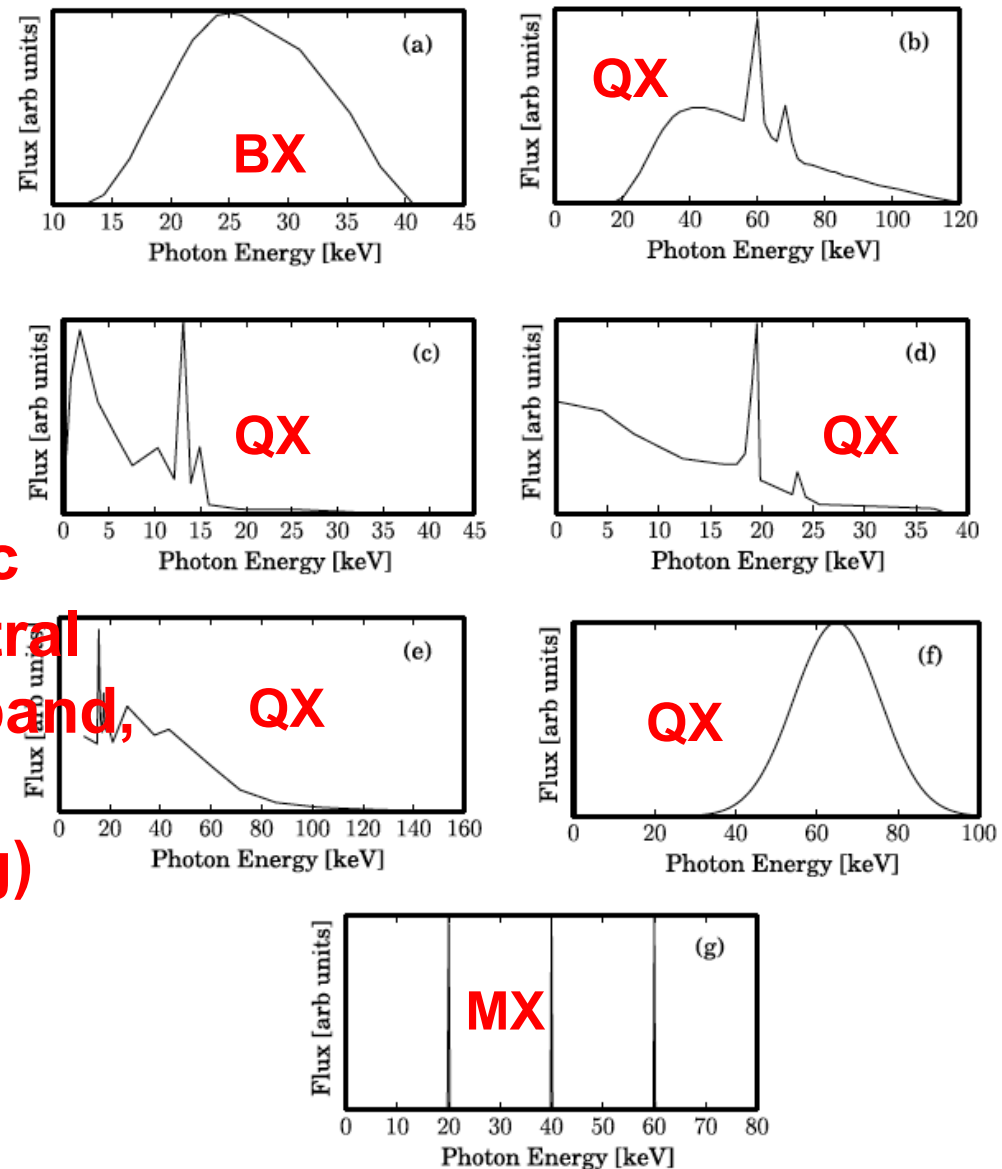 Flux [arb units]
(a)
BX
10 15 20 25 30 35 40 45
Photon Energy [keV]
Flux [arb units]
(b)
QX
0 20 40 60 80 100 120
Photon Energy [keV]
Flux [arb units]
(c)
QX
0 5 10 15 20 25 30 35 40 45
Photon Energy [keV]
Flux [arb units]
(d)
QX
0 5 10 15 20 25 30 35 40
Photon Energy [keV]
Flux [arb units]
(e)
QX
0 20 40 60 80 100 120 140 160
Photon Energy [keV]
Flux [arb units]
(f)
QX
0 20 40 60 80 100
Photon Energy [keV]
Flux [arb units]
(g)
MX
0 10 20 30 40 50 60 70 80
Photon Energy [keV]